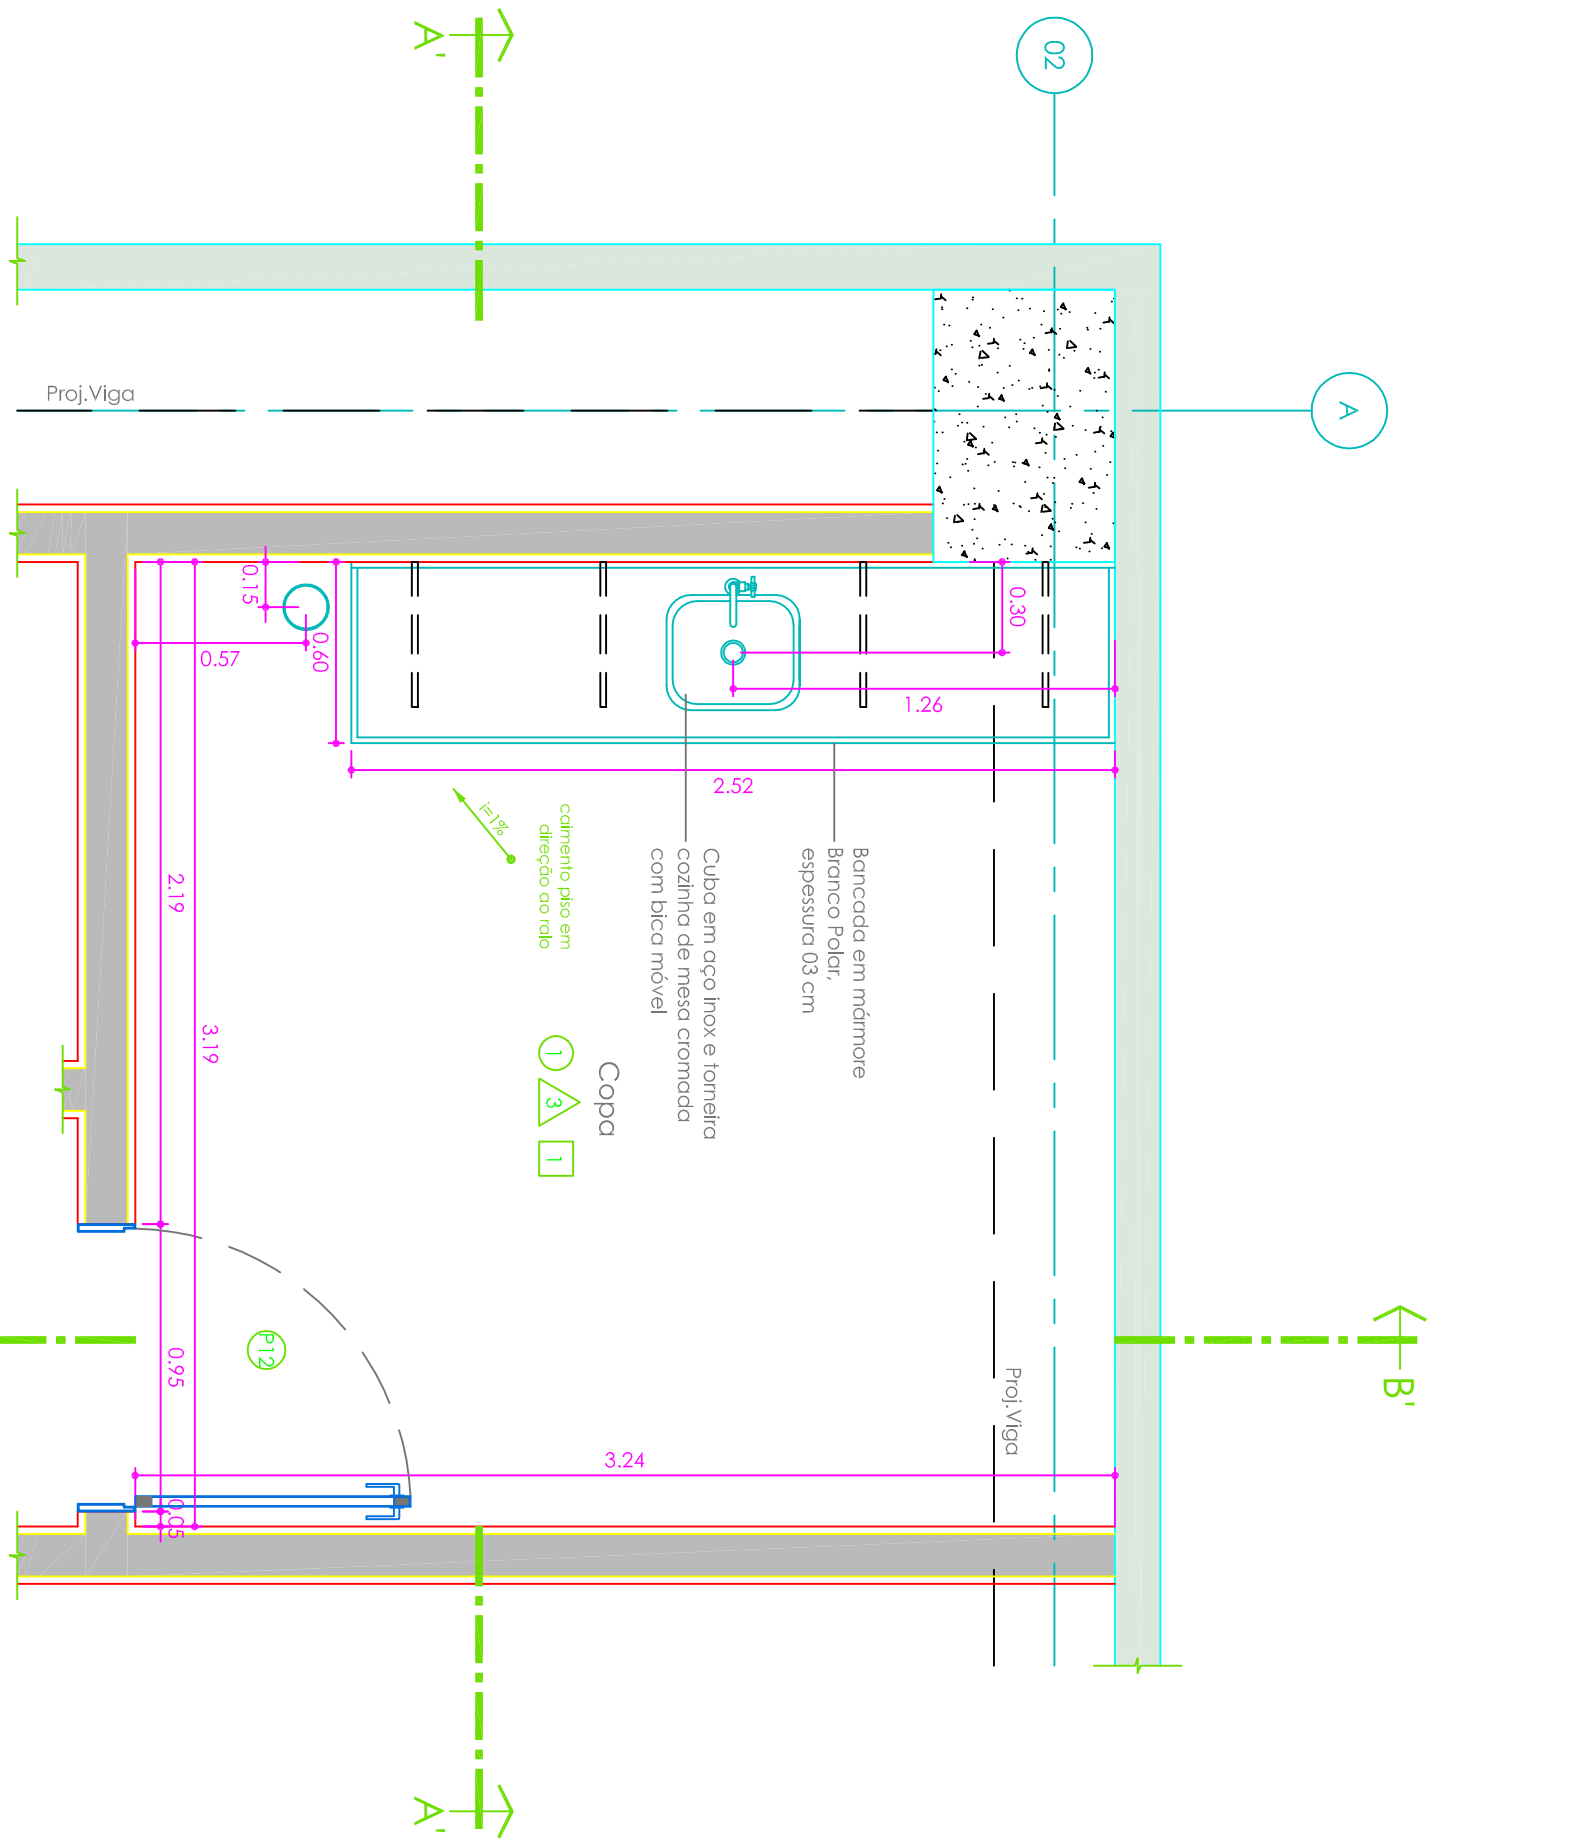 A'
02
A
Proj.Viga
0.15
0.57
0.60
0.30
1.26
2.52
i=1%
caimento piso em
direção ao ralo
Bancada em mármore
Branco Polar,
espessura 03 cm
Cuba em aço inox e torneira
cozinha de mesa cromada
com bica móvel
2.19
3.19
Copa
1
3
1
P12
0.95
0.05
3.24
Proj.Viga
B'
A'